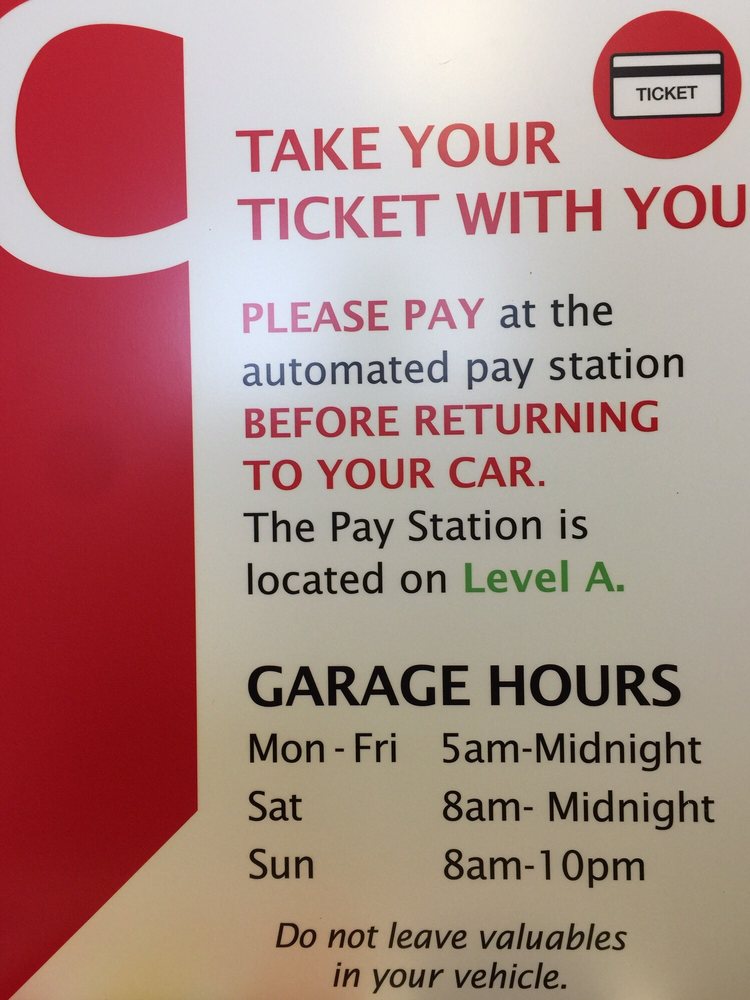 TICKET
TAKE YOUR
TICKET WITH YOU
PLEASE PAY at the
automated pay station
BEFORE RETURNING
TO YOUR CAR.
The Pay Station is
located on Level A.
GARAGE HOURS
Mon - Fri 5am-Midnight
Sat 8am- Midnight
Sun 8am-10pm
Do not leave valuables
in your vehicle.